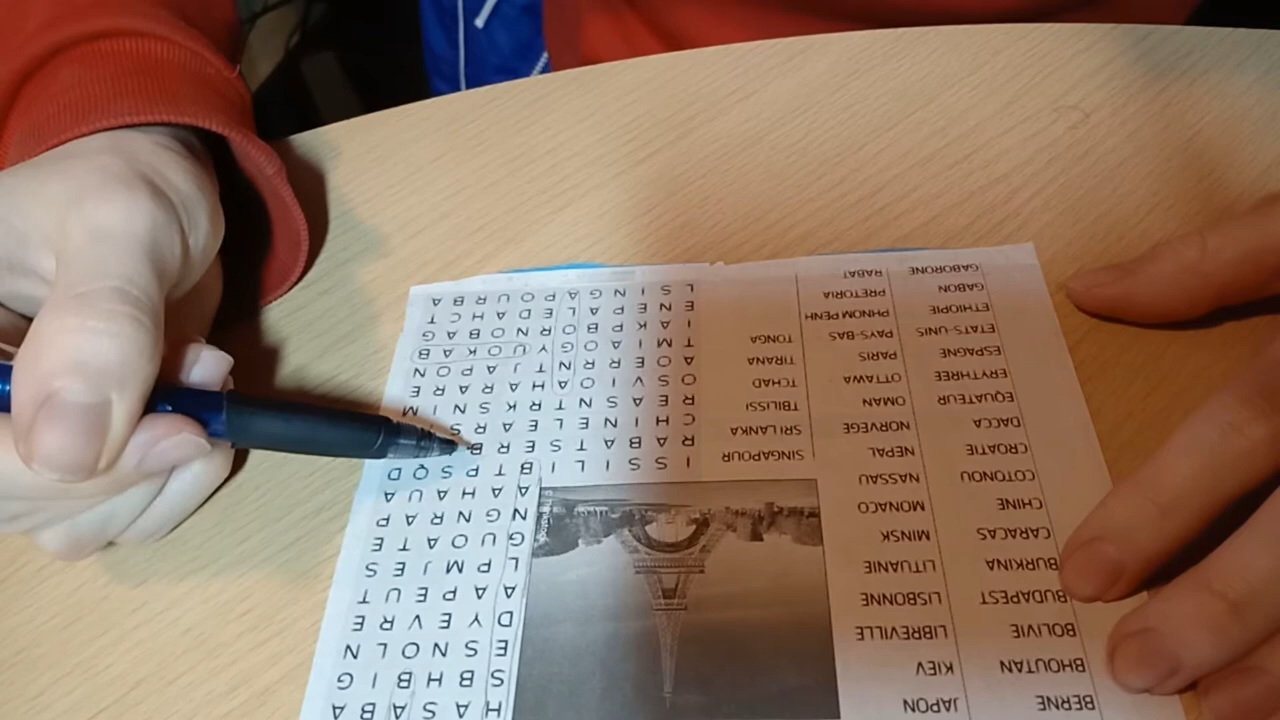 BERNE
BHOUTAN
BOLIVIE
BUDAPEST
BURKINA
CARACAS
CHINE
COTONOU
CROATIE
DACCA
EQUATEUR
ERYTHREE
ESPAGNE
ETATS-UNIS
ETHIOPIE
GABON
GABORONE
JAPON
KIEV
LIBREVILLE
LISBONNE
LITUANIE
MINSK
MONACO
NASSAU
NEPAL
NORVEGE
OMAN
OTTAWA
PARIS
PAYS-BAS
PHNOM PENH
PRETORIA
RABAT
SINGAPOUR
SRI LANKA
TBILISSI
TCHAD
TIRANA
TONGA
H A S A B A
S B H B I G
E S N O L N
D Y E V R E
A A P E U T
L P M J E S
G U O A T E
N G N R A P
A A H A U A
I S S I L I B T P S Q D
R A B A T S E R B
C H I N E L E A R S I
R E A S N T R K S N I M
O S V I O A H A R A R E
A O E R R N T J A P O N
T M I A O G Y U O K A B
I A K P B O R N O B A G
E N E P A L E D A H C T
L S I N G A P O U R B A